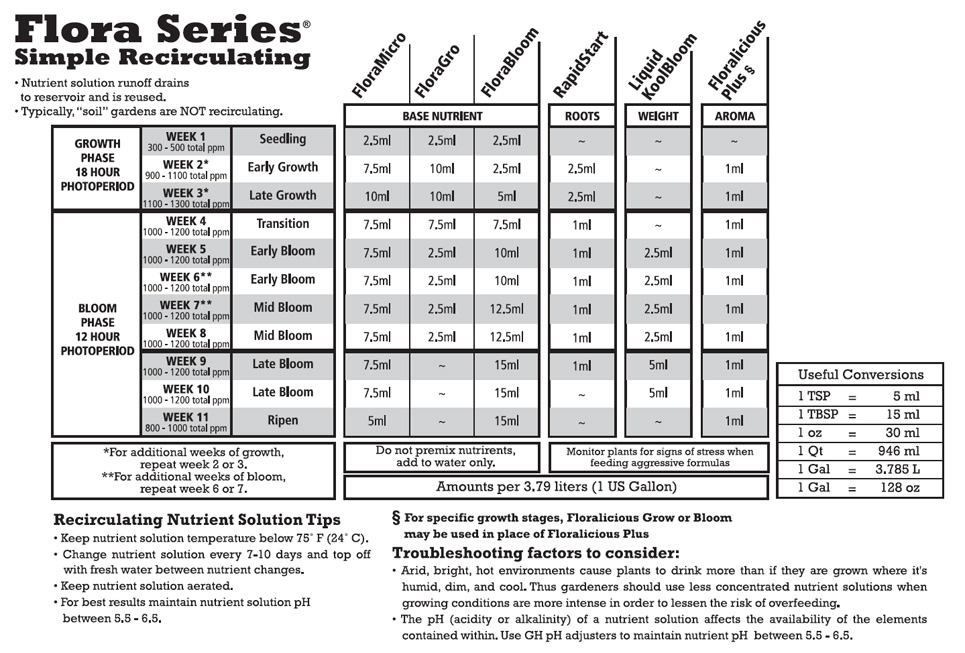 Flora Series®
Simple Recirculating
• Nutrient solution runoff drains
to reservoir and is reused.
• Typically, "soil" gardens are NOT recirculating.
FloraMicro
FloraGro
FloraBloom
RapidStart
Liquid
KoolBloom
Floralicious
Plus §
BASE NUTRIENT ROOTS WEIGHT AROMA
GROWTH
PHASE
18 HOUR
PHOTOPERIOD
WEEK 1 Seedling 2.5ml 2.5ml 2.5ml ~ ~ ~
300 - 500 total ppm
WEEK 2* Early Growth 7.5ml 10ml 2.5ml 2.5ml ~ 1ml
900 - 1100 total ppm
WEEK 3* Late Growth 10ml 10ml 5ml 2.5ml ~ 1ml
1100 - 1300 total ppm
BLOOM
PHASE
12 HOUR
PHOTOPERIOD
WEEK 4 Transition 7.5ml 7.5ml 7.5ml 1ml ~ 1ml
1000 - 1200 total ppm
WEEK 5 Early Bloom 7.5ml 2.5ml 10ml 1ml 2.5ml 1ml
1000 - 1200 total ppm
WEEK 6** Early Bloom 7.5ml 2.5ml 10ml 1ml 2.5ml 1ml
1000 - 1200 total ppm
WEEK 7** Mid Bloom 7.5ml 2.5ml 12.5ml 1ml 2.5ml 1ml
1000 - 1200 total ppm
WEEK 8 Mid Bloom 7.5ml 2.5ml 12.5ml 1ml 2.5ml 1ml
1000 - 1200 total ppm
WEEK 9 Late Bloom 7.5ml ~ 15ml 1ml 5ml 1ml
1000 - 1200 total ppm
WEEK 10 Late Bloom 7.5ml ~ 15ml ~ 5ml 1ml
1000 - 1200 total ppm
WEEK 11 Ripen 5ml ~ 15ml ~ ~ 1ml
800 - 1000 total ppm
*For additional weeks of growth,
repeat week 2 or 3.
**For additional weeks of bloom,
repeat week 6 or 7.
Do not premix nutrirents,
add to water only.
Monitor plants for signs of stress when
feeding aggressive formulas
Amounts per 3.79 liters (1 US Gallon)
Useful Conversions
1 TSP = 5 ml
1 TBSP = 15 ml
1 oz = 30 ml
1 Qt = 946 ml
1 Gal = 3.785 L
1 Gal = 128 oz
Recirculating Nutrient Solution Tips
• Keep nutrient solution temperature below 75° F (24° C).
• Change nutrient solution every 7-10 days and top off
with fresh water between nutrient changes.
• Keep nutrient solution aerated.
• For best results maintain nutrient solution pH
between 5.5 - 6.5.
§ For specific growth stages, Floralicious Grow or Bloom
may be used in place of Floralicious Plus
Troubleshooting factors to consider:
• Arid, bright, hot environments cause plants to drink more than if they are grown where it's
humid, dim, and cool. Thus gardeners should use less concentrated nutrient solutions when
growing conditions are more intense in order to lessen the risk of overfeeding.
• The pH (acidity or alkalinity) of a nutrient solution affects the availability of the elements
contained within. Use GH pH adjusters to maintain nutrient pH between 5.5 - 6.5.